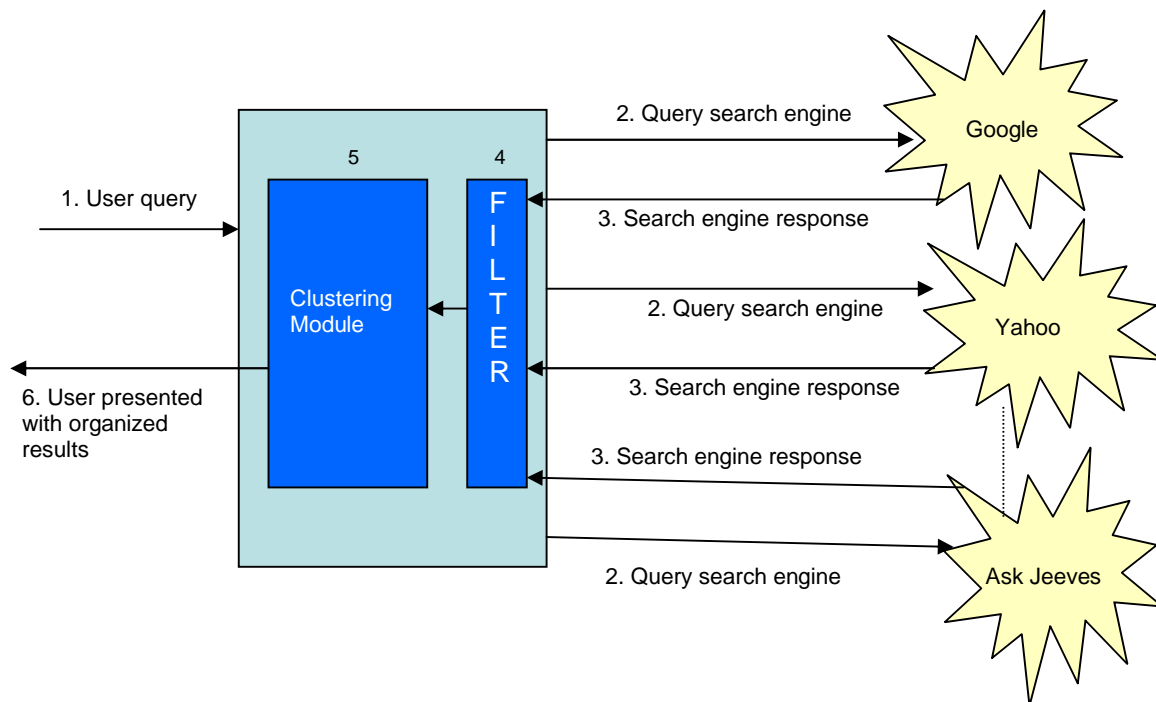 2. Query search engine
Google
5
4
1. User query
FILTER
3. Search engine response
Clustering
Module
2. Query search engine
Yahoo
3. Search engine response
6. User presented
with organized
results
3. Search engine response
2. Query search engine
Ask Jeeves